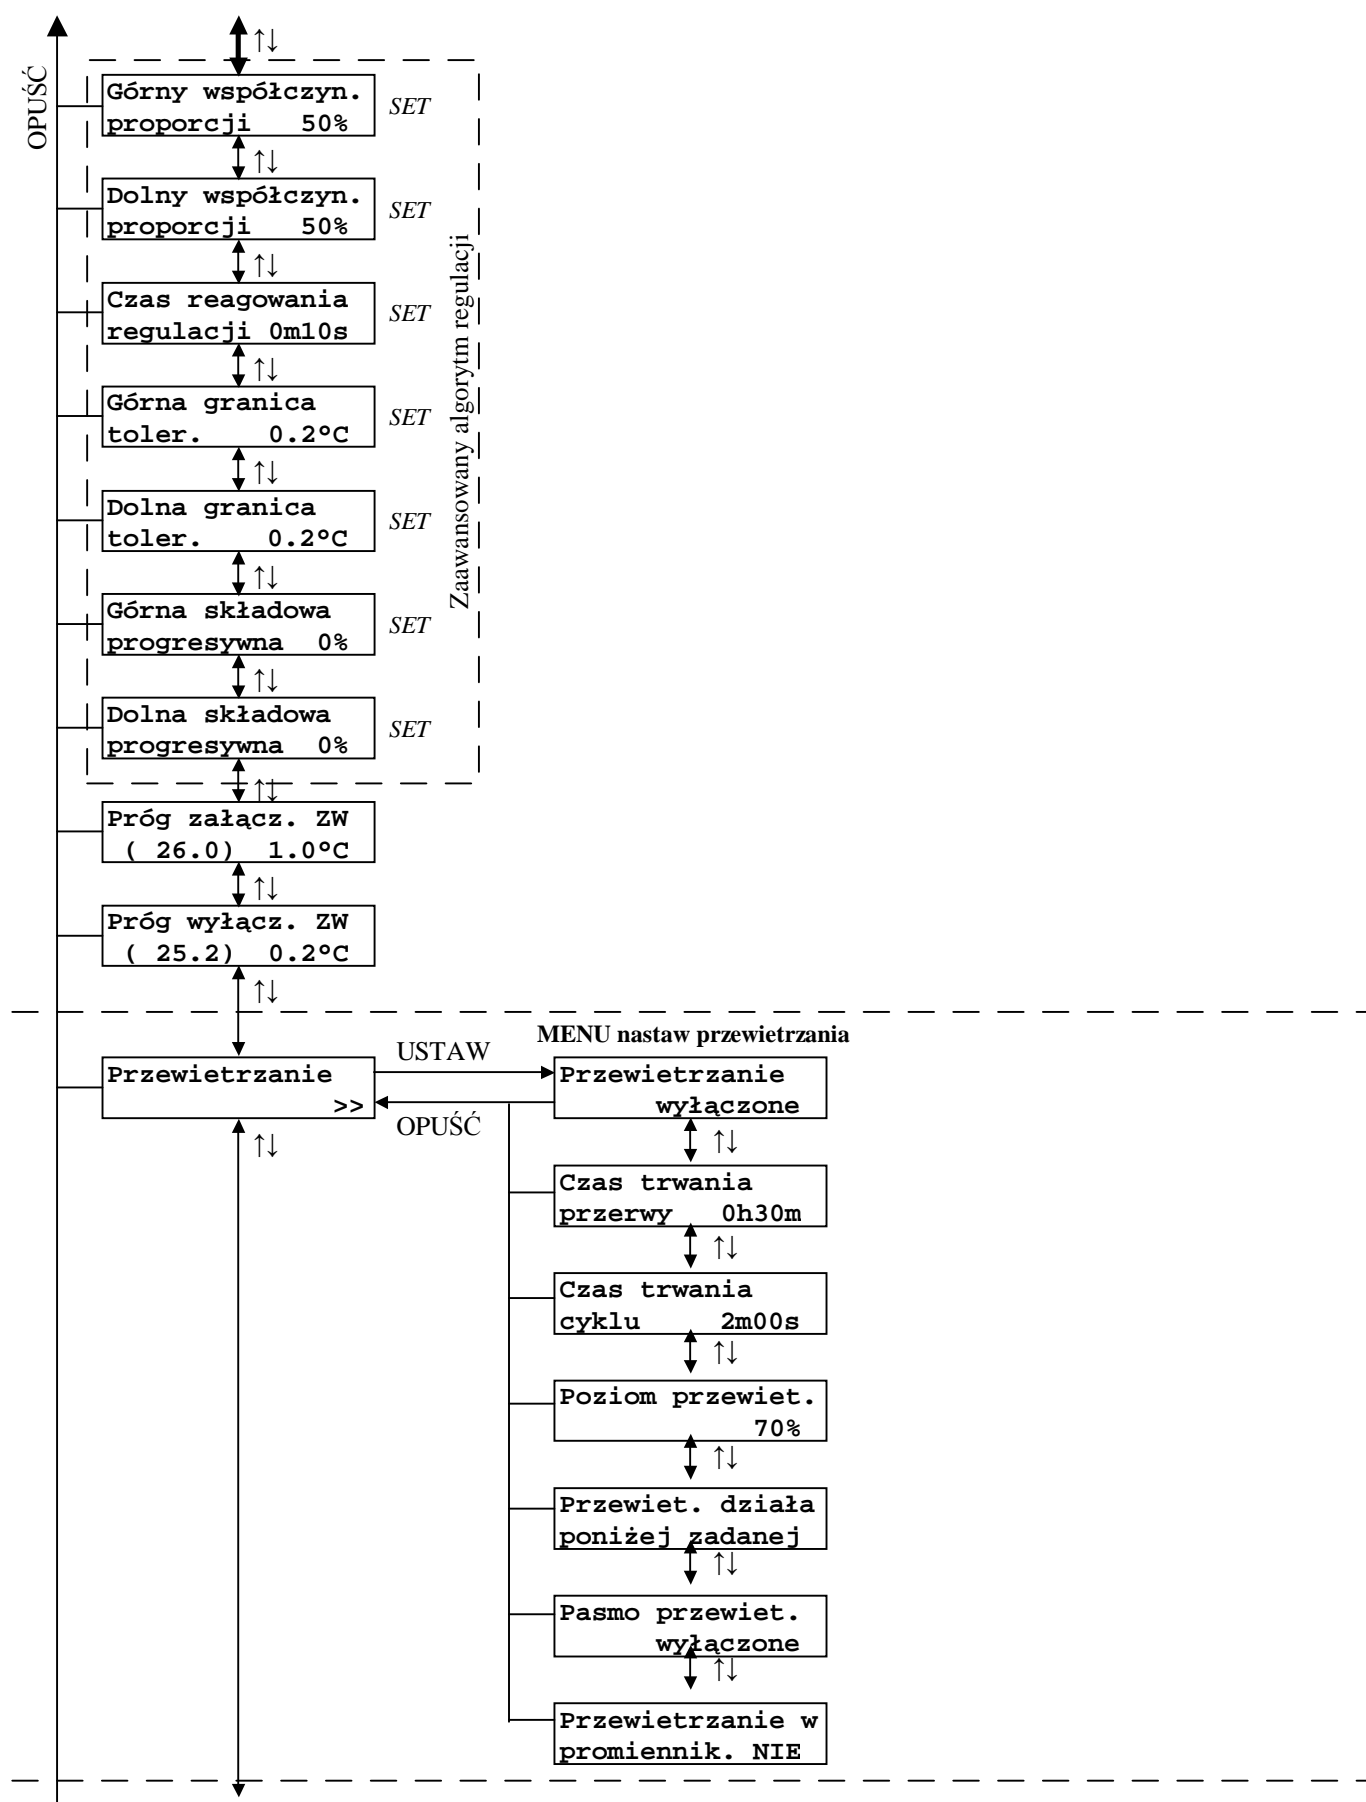 ↑↓
OPUŚĆ
Górny współczyn.
proporcji 50%
SET
↑↓
Dolny współczyn.
proporcji 50%
SET
↑↓
Czas reagowania
regulacji 0m10s
SET
↑↓
Górna granica
toler. 0.2°C
SET
↑↓
Dolna granica
toler. 0.2°C
SET
↑↓
Górna składowa
progresywna 0%
SET
↑↓
Dolna składowa
progresywna 0%
SET
Zaawansowany algorytm regulacji
↑↓
Próg załącz. ZW
( 26.0) 1.0°C
↑↓
Próg wyłącz. ZW
( 25.2) 0.2°C
↑↓
MENU nastaw przewietrzania
Przewietrzanie
>>
USTAW
OPUŚĆ
↑↓
Przewietrzanie
wyłączone
↑↓
Czas trwania
przerwy 0h30m
↑↓
Czas trwania
cyklu 2m00s
↑↓
Poziom przewiet.
70%
↑↓
Przewiet. działa
poniżej zadanej
↑↓
Pasmo przewiet.
wyłączone
↑↓
Przewietrzanie w
promiennik. NIE